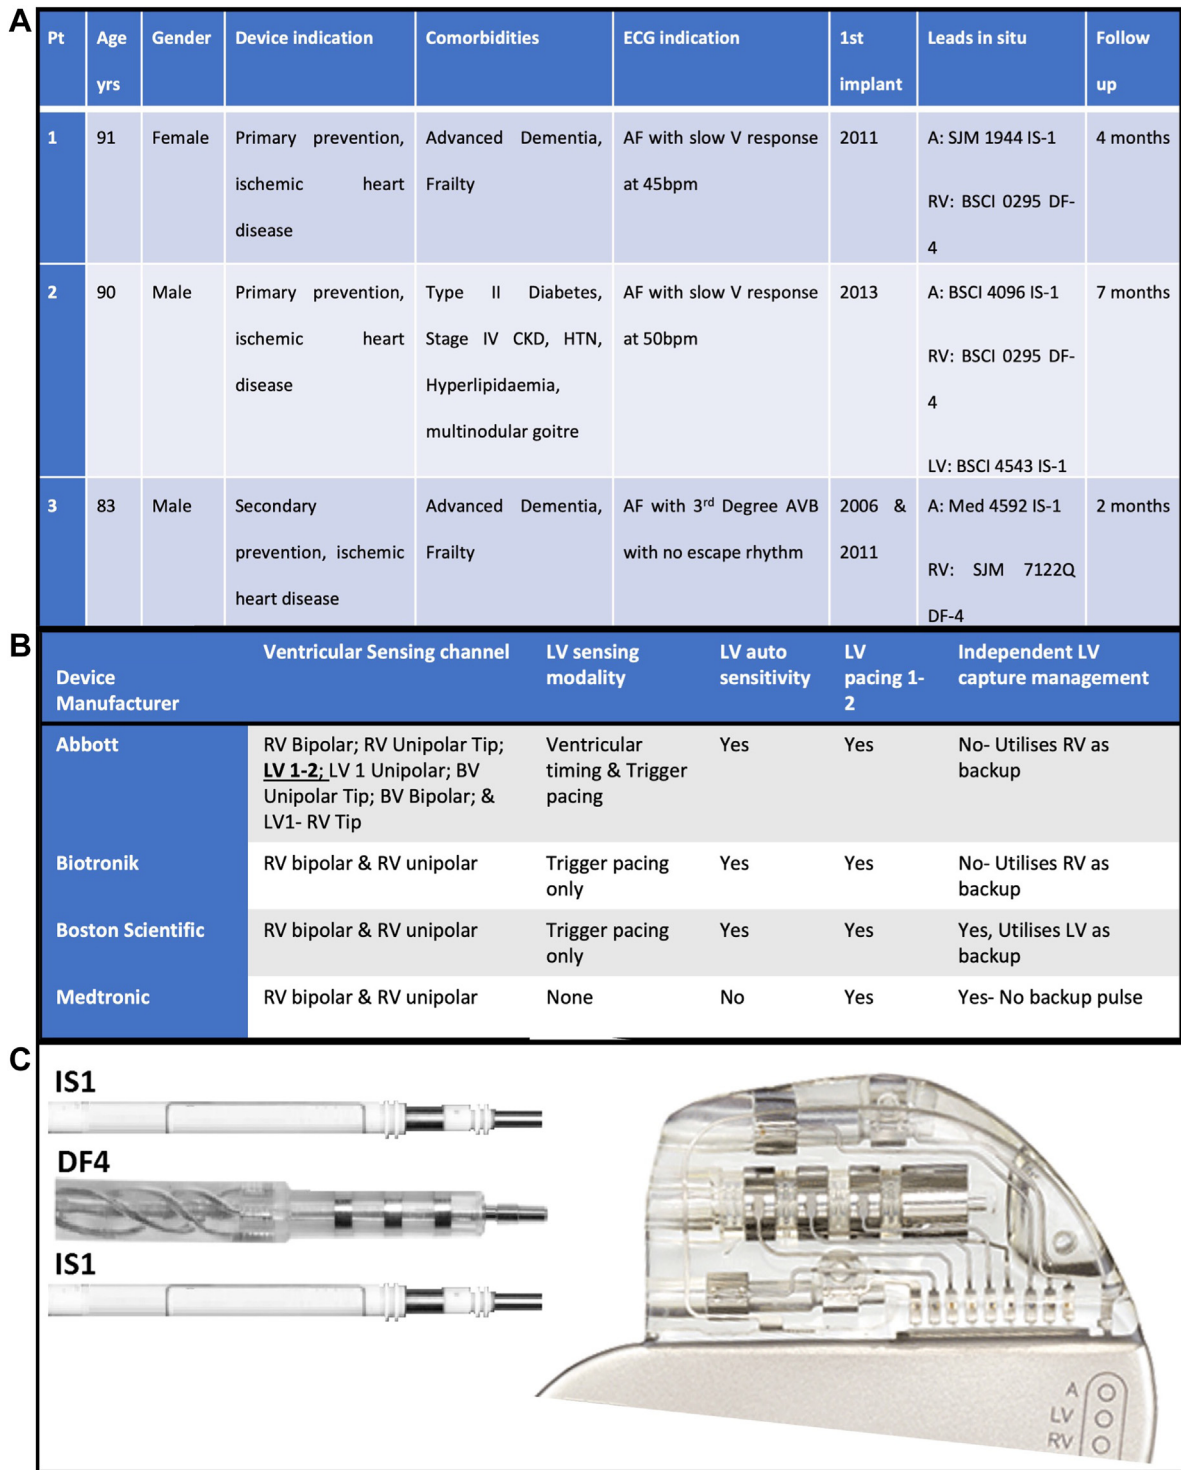 A
Pt Age yrs Gender Device indication Comorbidities ECG indication 1st implant Leads in situ Follow up
1 91 Female Primary prevention, ischemic heart disease Advanced Dementia, Frailty AF with slow V response at 45bpm 2011 A: SJM 1944 IS-1 RV: BSCI 0295 DF-4 4 months
2 90 Male Primary prevention, ischemic heart disease Type II Diabetes, Stage IV CKD, HTN, Hyperlipidaemia, multinodular goitre AF with slow V response at 50bpm 2013 A: BSCI 4096 IS-1 RV: BSCI 0295 DF-4 LV: BSCI 4543 IS-1 7 months
3 83 Male Secondary prevention, ischemic heart disease Advanced Dementia, Frailty AF with 3rd Degree AVB with no escape rhythm 2006 & 2011 A: Med 4592 IS-1 RV: SJM 7122Q DF-4 2 months
B
Device Manufacturer Ventricular Sensing channel LV sensing modality LV auto sensitivity LV pacing 1-2 Independent LV capture management
Abbott RV Bipolar; RV Unipolar Tip; LV 1-2; LV 1 Unipolar; BV Unipolar Tip; BV Bipolar; & LV1- RV Tip Ventricular timing & Trigger pacing Yes Yes No- Utilises RV as backup
Biotronik RV bipolar & RV unipolar Trigger pacing only Yes Yes No- Utilises RV as backup
Boston Scientific RV bipolar & RV unipolar Trigger pacing only Yes Yes Yes, Utilises LV as backup
Medtronic RV bipolar & RV unipolar None No Yes Yes- No backup pulse
C
IS1
DF4
IS1
A
LV
RV